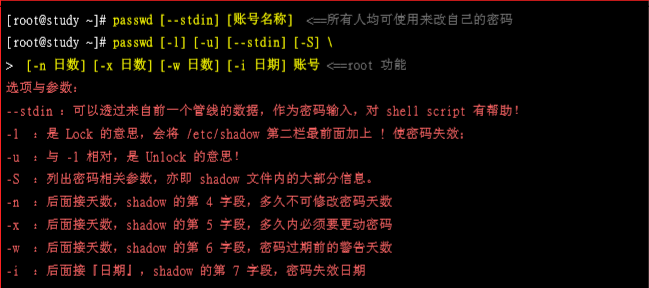 [root@study ~]# passwd [--stdin] [账号名称]  <==所有人均可使用来改自己的密码
[root@study ~]# passwd [-l] [-u] [--stdin] [-S] \
>  [-n 日数] [-x 日数] [-w 日数] [-i 日期] 账号 <==root 功能
选项与参数：
--stdin ：可以透过来自前一个管线的数据，作为密码输入，对 shell script 有帮助！
-l  ：是 Lock 的意思，会将 /etc/shadow 第二栏最前面加上 ! 使密码失效；
-u  ：与 -l 相对，是 Unlock 的意思！
-S  ：列出密码相关参数，亦即 shadow 文件内的大部分信息。
-n  ：后面接天数，shadow 的第 4 字段，多久不可修改密码天数
-x  ：后面接天数，shadow 的第 5 字段，多久内必须要更动密码
-w  ：后面接天数，shadow 的第 6 字段，密码过期前的警告天数
-i  ：后面接『日期』，shadow 的第 7 字段，密码失效日期